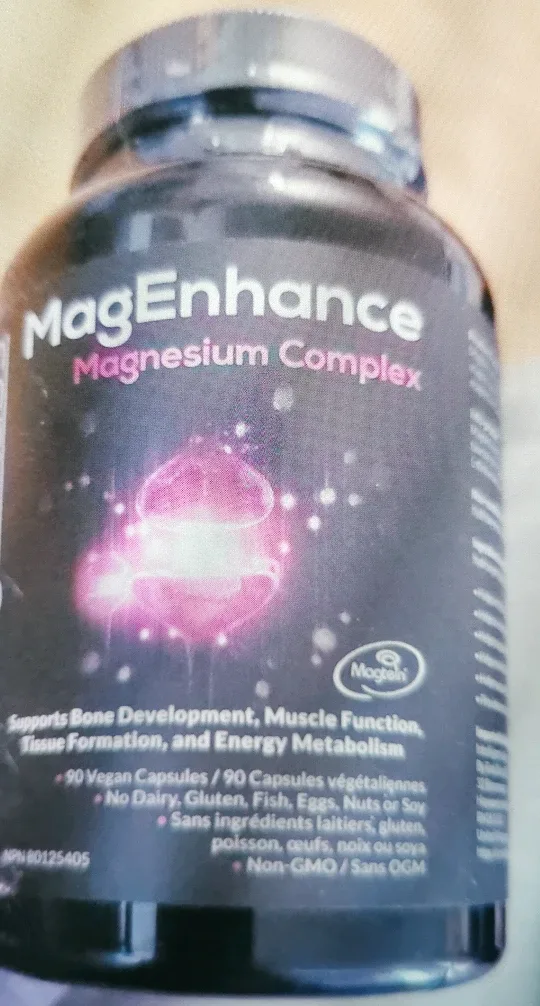 MagEnhance
Magnesium Complex
Magtein
Supports Bone Development, Muscle Function,
Tissue Formation, and Energy Metabolism
• 90 Vegan Capsules / 90 Capsules végétaliennes
• No Dairy, Gluten, Fish, Eggs, Nuts or Soy
• Sans ingrédients laitiers, gluten,
poisson, œufs, noix ou soya
• Non-GMO / Sans OGM
NPN 80125405